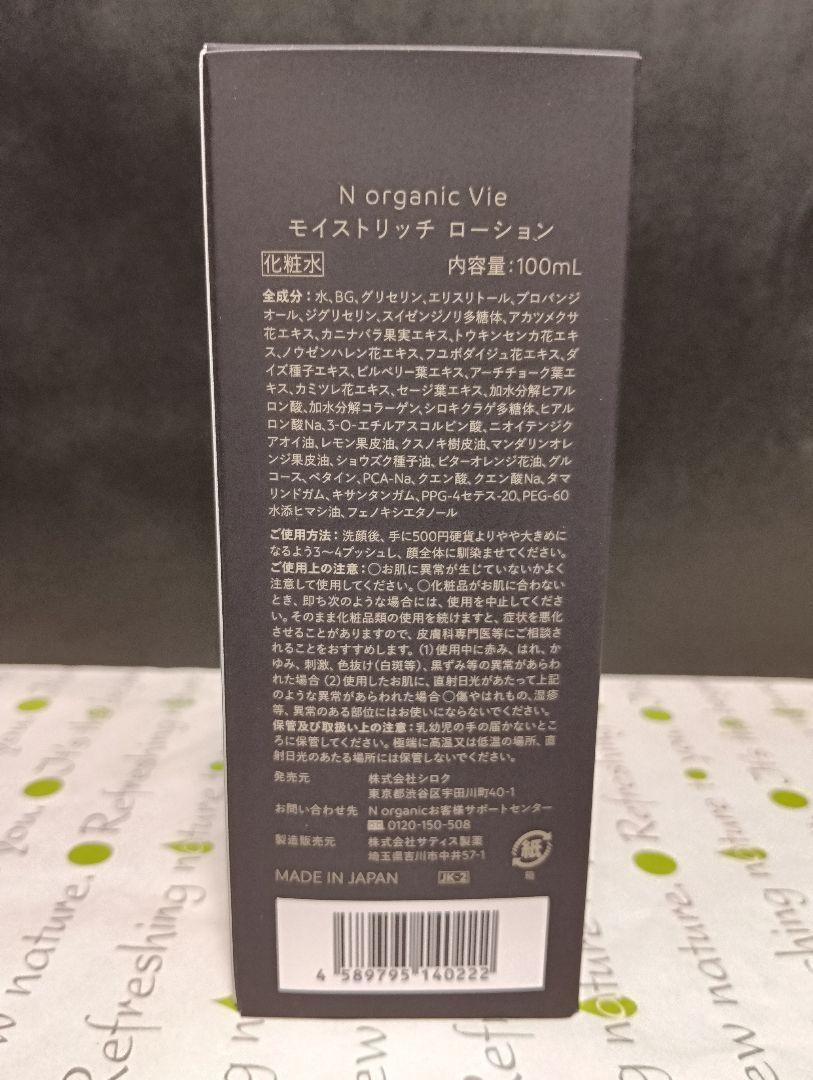 N organic Vie
モイストリッチ ローション
化粧水 内容量:100mL
全成分:水、BG、グリセリン、エリスリトール、プロパンジ
オール、ジグリセリン、スイゼンジノリ多糖体、アカツメクサ
花エキス、カニナバラ果実エキス、トウキンセンカ花エキ
ス、ノウゼンハレン花エキス、フユボダイジュ花エキス、ダ
イズ種子エキス、ビルベリー葉エキス、アーチチョーク葉エ
キス、カミツレ花エキス、セージ葉エキス、加水分解ヒアル
ロン酸、加水分解コラーゲン、シロキクラゲ多糖体、ヒアル
ロン酸Na、3-O-エチルアスコルビン酸、ニオイテンジク
アオイ油、レモン果皮油、クスノキ樹皮油、マンダリンオレ
ンジ果皮油、ショウズク種子油、ビターオレンジ花油、グル
コース、ベタイン、PCA-Na、クエン酸、クエン酸Na、タマ
リンドガム、キサンタンガム、PPG-4セテス-20、PEG-60
水添ヒマシ油、フェノキシエタノール
ご使用方法:洗顔後、手に500円硬貨よりやや大きめに
なるよう3〜4プッシュし、顔全体に馴染ませてください。
ご使用上の注意:〇お肌に異常が生じていないかよく
注意して使用してください。〇化粧品がお肌に合わない
とき、即ち次のような場合には、使用を中止してくださ
い。そのまま化粧品類の使用を続けますと、症状を悪化
させることがありますので、皮膚科専門医等にご相談さ
れることをおすすめします。(1)使用中に赤み、はれ、か
ゆみ、刺激、色抜け(白斑等)、黒ずみ等の異常があらわ
れた場合(2)使用したお肌に、直射日光があたって上記
のような異常があらわれた場合〇傷やはれもの、湿疹
等、異常のある部位にはお使いにならないでください。
保管及び取扱い上の注意:乳幼児の手の届かないとこ
ろに保管してください。極端に高温又は低温の場所、直
射日光のあたる場所には保管しないでください。
発売元 株式会社シロク
東京都渋谷区宇田川町40-1
お問い合わせ先 N organicお客様サポートセンター
0120-150-508
製造販売元 株式会社サティス製薬
埼玉県吉川市中井57-1
紙
箱
MADE IN JAPAN JK-2
4 589795 140222
you.
Refreshing nature.
new